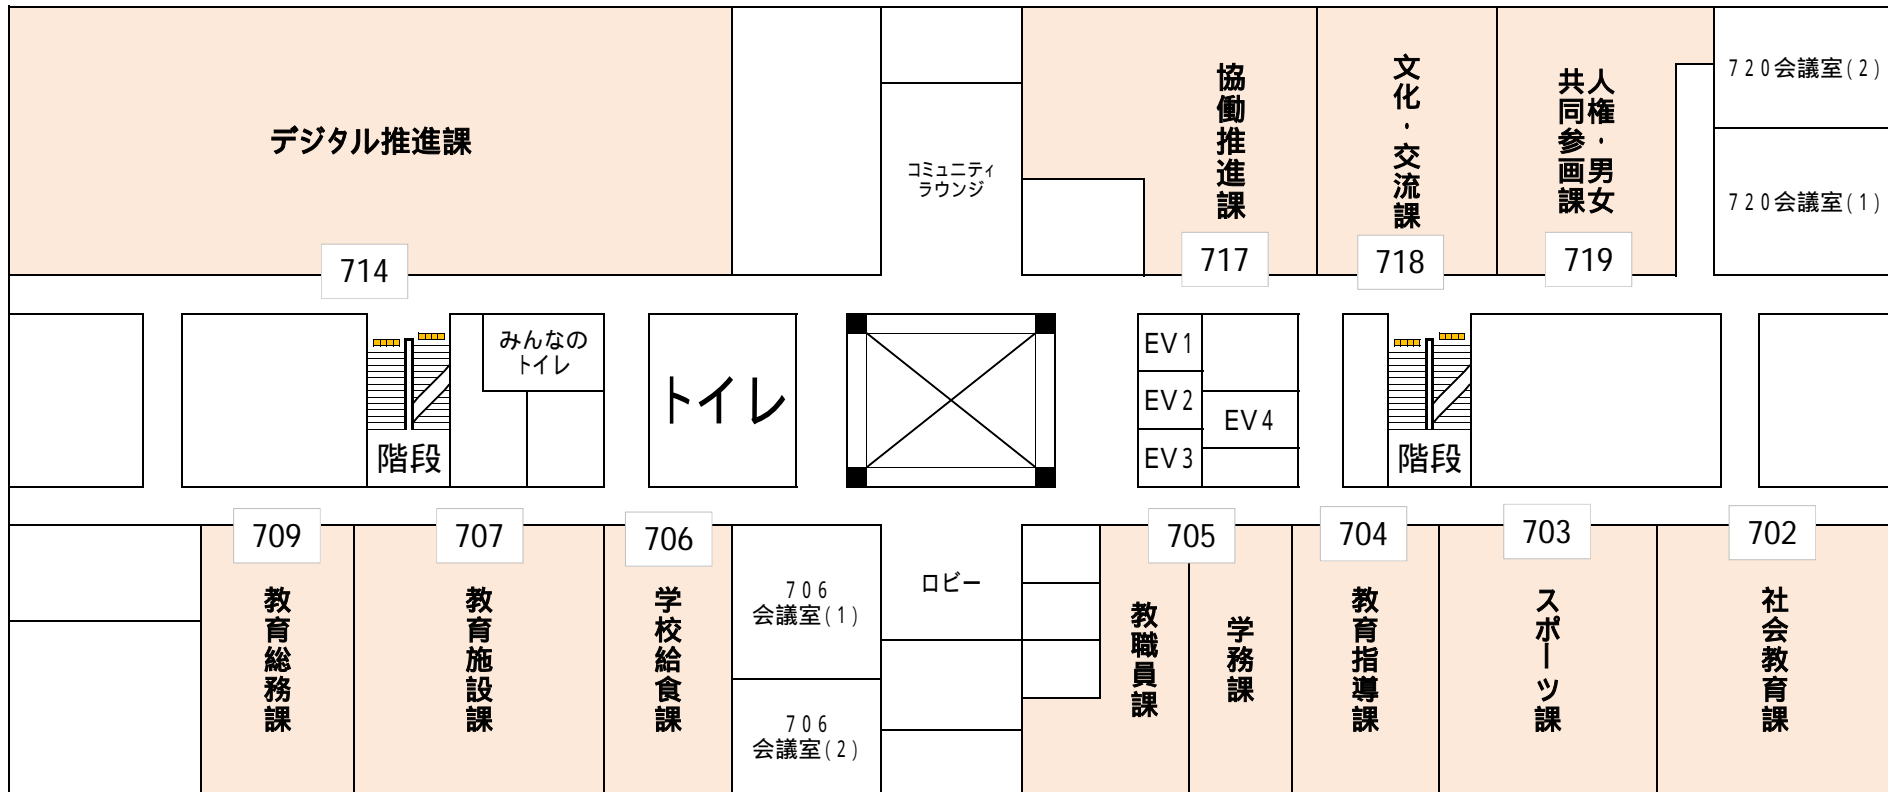 デジタル推進課
714
コミュニティ
ラウンジ
協働推進課
717
文化・交流課
718
人権・男女
共同参画課
719
720会議室(2)
720会議室(1)
階段
みんなの
トイレ
トイレ
EV1
EV2
EV3
EV4
階段
709
教育総務課
707
教育施設課
706
学校給食課
706
会議室(1)
706
会議室(2)
ロビー
705
教職員課
学務課
704
教育指導課
703
スポーツ課
702
社会教育課